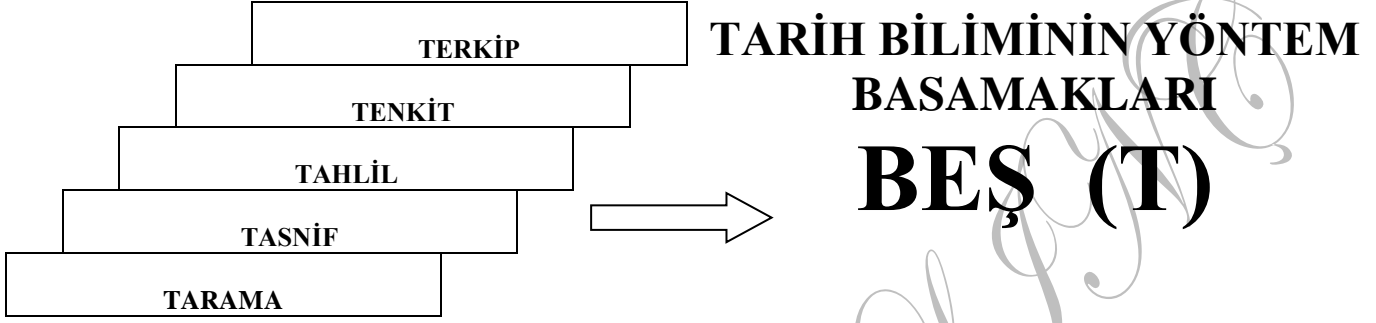 TERKİP
TENKİT
TAHLİL
TASNİF
TARAMA
TARİH BİLİMİNİN YÖNTEM
BASAMAKLARI
BEŞ (T)